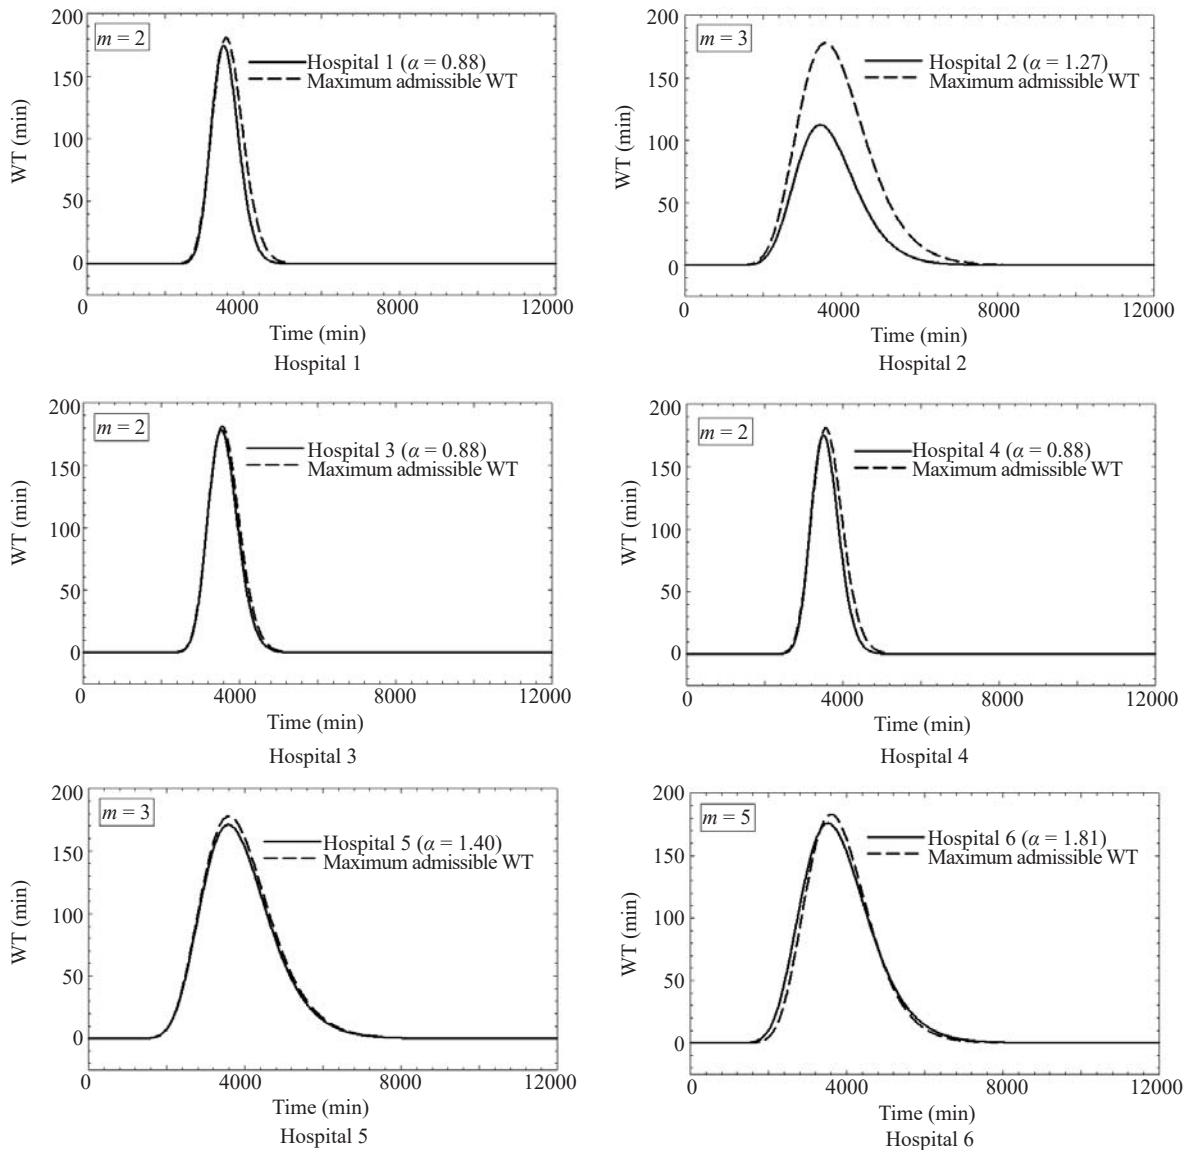 m = 2
Hospital 1 (α = 0.88)
Maximum admissible WT
WT (min)
200
150
100
50
0
0 4000 8000 12000
Time (min)
Hospital 1
m = 3
Hospital 2 (α = 1.27)
Maximum admissible WT
WT (min)
200
150
100
50
0
0 4000 8000 12000
Time (min)
Hospital 2
m = 2
Hospital 3 (α = 0.88)
Maximum admissible WT
WT (min)
200
150
100
50
0
0 4000 8000 12000
Time (min)
Hospital 3
m = 2
Hospital 4 (α = 0.88)
Maximum admissible WT
WT (min)
200
150
100
50
0
0 4000 8000 12000
Time (min)
Hospital 4
m = 3
Hospital 5 (α = 1.40)
Maximum admissible WT
WT (min)
200
150
100
50
0
0 4000 8000 12000
Time (min)
Hospital 5
m = 5
Hospital 6 (α = 1.81)
Maximum admissible WT
WT (min)
200
150
100
50
0
0 4000 8000 12000
Time (min)
Hospital 6